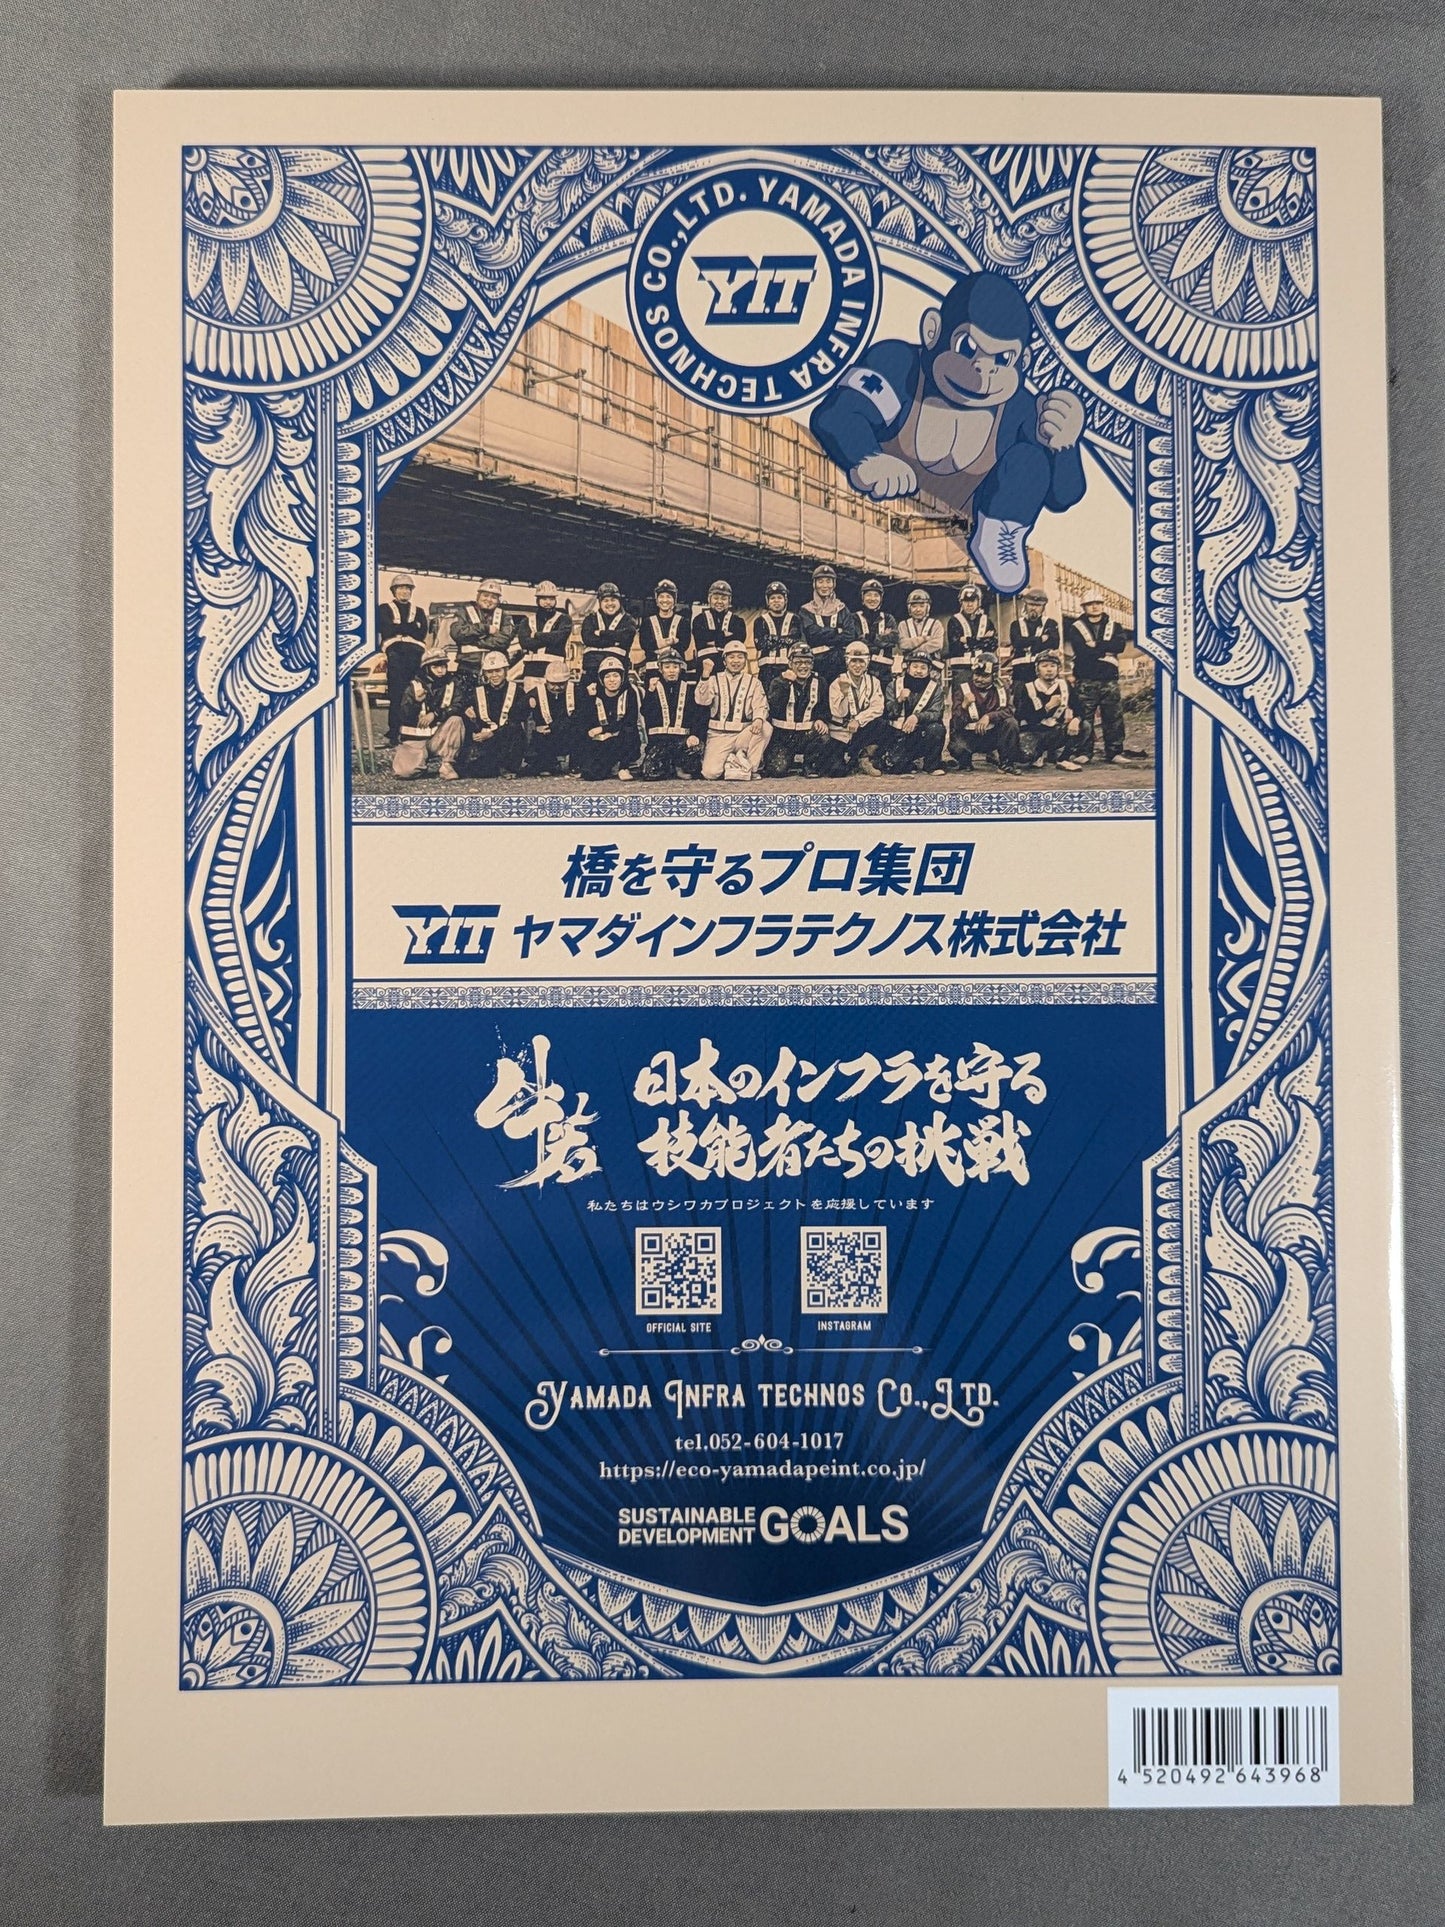 YAMADA INFRA TECHNOS CO.,LTD.
Y.I.T.
橋を守るプロ集団
Y.I.T. ヤマダインフラテクノス株式会社
牛若
日本のインフラを守る
技能者たちの挑戦
私たちはウシワカプロジェクトを応援しています
OFFICIAL SITE
INSTAGRAM
YAMADA INFRA TECHNOS CO.,LTD.
tel.052-604-1017
https://eco-yamadapeint.co.jp/
SUSTAINABLE
DEVELOPMENT GOALS
4 520492 643968